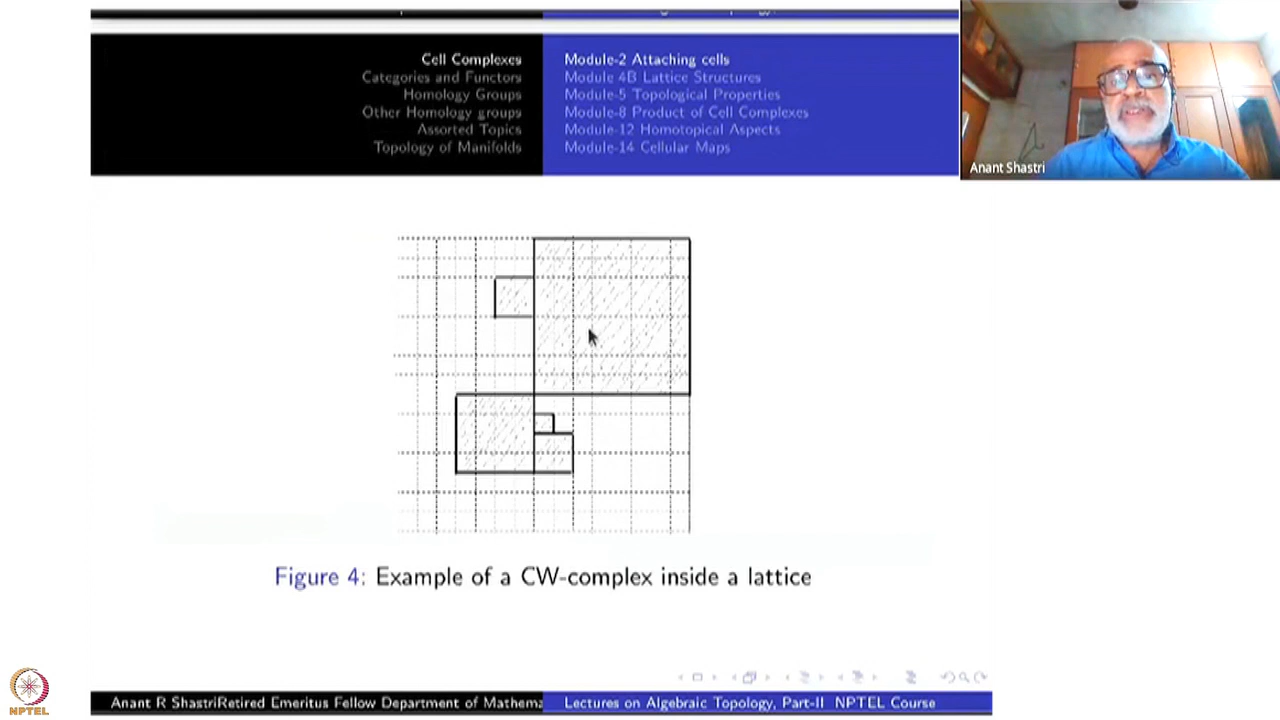 Cell Complexes
Categories and Functors
Homology Groups
Other Homology groups
Assorted Topics
Topology of Manifolds
Module-2 Attaching cells
Module 4B Lattice Structures
Module-5 Topological Properties
Module-8 Product of Cell Complexes
Module-12 Homotopical Aspects
Module-14 Cellular Maps
Anant Shastri
Figure 4: Example of a CW-complex inside a lattice
Anant R ShastriRetired Emeritus Fellow Department of Mathema
Lectures on Algebraic Topology, Part-II NPTEL Course
NPTEL